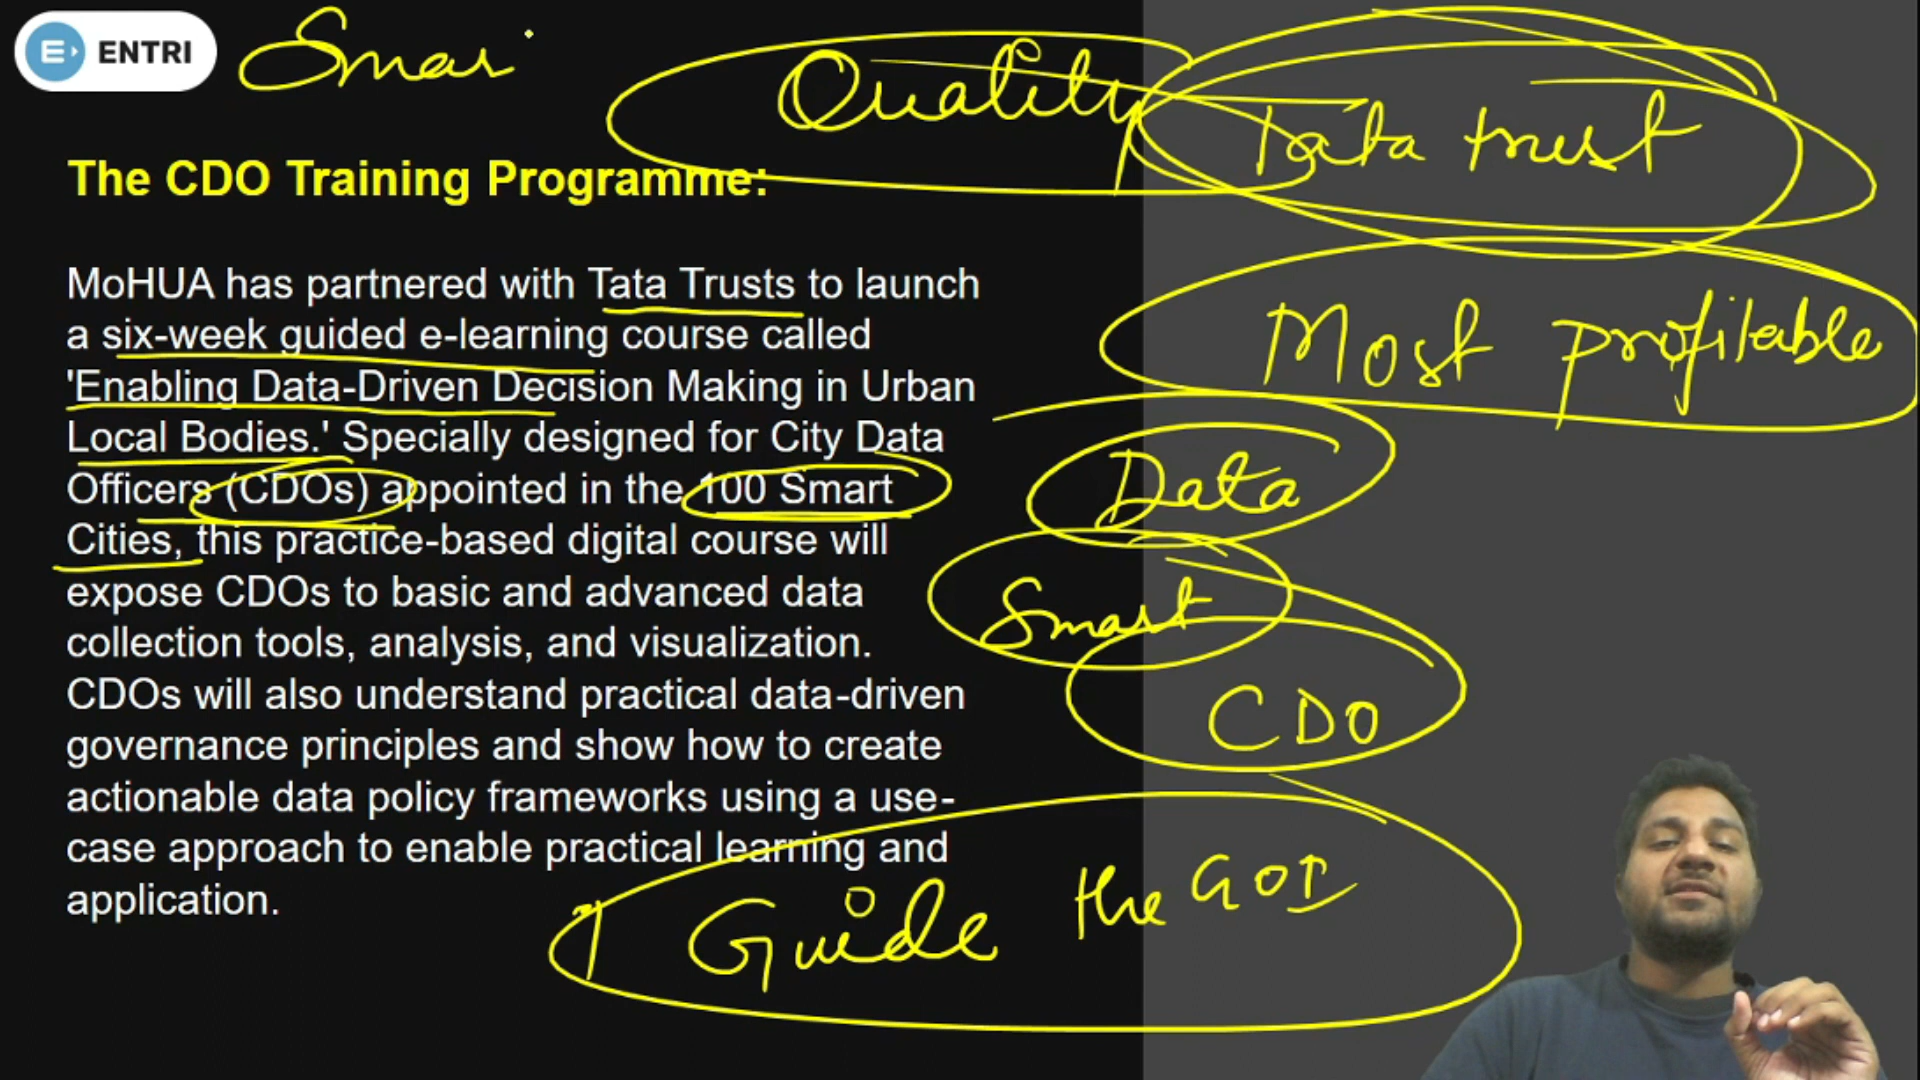 ENTRI
Smar
Quality
Tata trust
The CDO Training Programme:
MoHUA has partnered with Tata Trusts to launch
a six-week guided e-learning course called
'Enabling Data-Driven Decision Making in Urban
Local Bodies.' Specially designed for City Data
Officers (CDOs) appointed in the 100 Smart
Cities, this practice-based digital course will
expose CDOs to basic and advanced data
collection tools, analysis, and visualization.
CDOs will also understand practical data-driven
governance principles and show how to create
actionable data policy frameworks using a use-
case approach to enable practical learning and
application.
Most profitable
Data
Smart
CDO
Guide the GOI